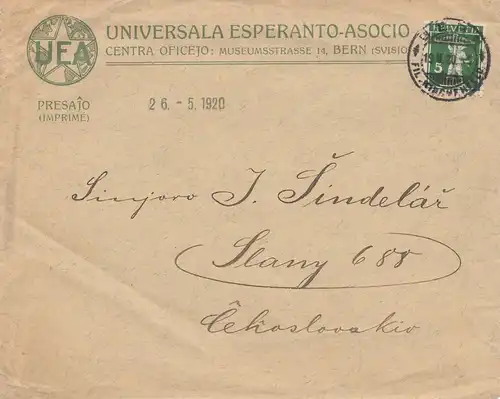 UEA
UNIVERSALA ESPERANTO-ASOCIO
CENTRA OFICEJO: MUSEUMSSTRASSE 14, BERN (SVISIO)
HELVETIA
5
PRESAĴO
(IMPRIMÉ)
26. -5. 1920
Sinjoro J. Šindelář
Slany 688
Ĉeĥoslovakio